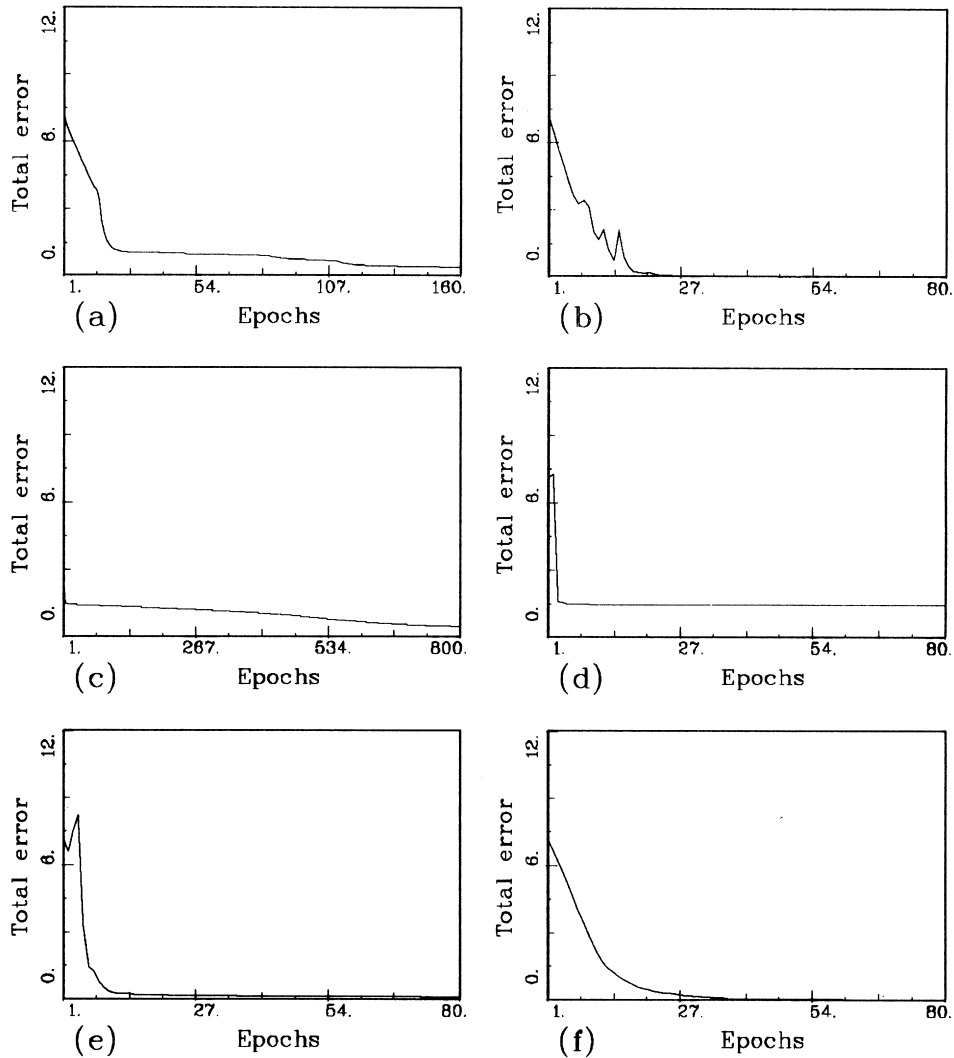 12.
6.
0.
Total error
1. 54. 107. 160.
(a) Epochs
12.
6.
0.
Total error
1. 27. 54. 80.
(b) Epochs
12.
6.
0.
Total error
1. 267. 534. 800.
(c) Epochs
12.
6.
0.
Total error
1. 27. 54. 80.
(d) Epochs
12.
6.
0.
Total error
1. 27. 54. 80.
(e) Epochs
12.
6.
0.
Total error
1. 27. 54. 80.
(f) Epochs